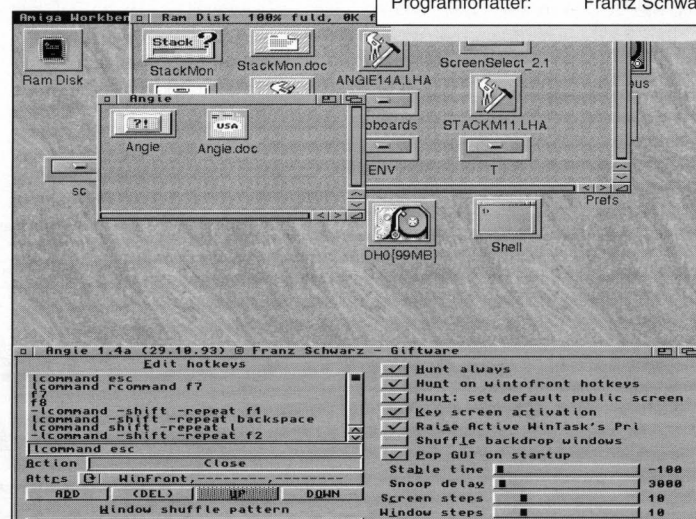 Programforfatter: Frantz Schwa
Amiga Workben
Ram Disk 100% fuld, 0K f
Ram Disk
Stack ?
StackMon
StackMon.doc
ANGIE14A.LHA
ScreenSelect_2.1
Angie
?!
Angie
USA
Angie.doc
pboards
STACKM11.LHA
ENV
T
sc
Prefs
DH0[99MB]
1>
Shell
Angie 1.4a (29.10.93) © Franz Schwarz - Giftware
Edit hotkeys
lcommand esc
lcommand rcommand f7
f7
f8
-lcommand -shift -repeat f1
lcommand -shift -repeat backspace
lcommand shift -repeat l
-lcommand -shift -repeat f2
lcommand esc
Action Close
Attrs WinFront,--------,--------
ADD (DEL) UP DOWN
Window shuffle pattern
Hunt always
Hunt on wintofront hotkeys
Hunt: set default public screen
Key screen activation
Raise Active WinTask's Pri
Shuffle backdrop windows
Pop GUI on startup
Stable time -100
Snoop delay 3000
Screen steps 10
Window steps 10